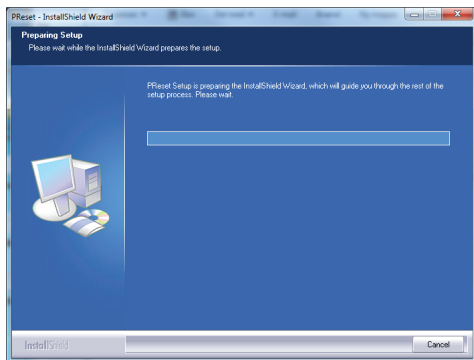 PReset - InstallShield Wizard
Preparing Setup
Please wait while the InstallShield Wizard prepares the setup.
PReset Setup is preparing the InstallShield Wizard, which will guide you through the rest of the
setup process. Please wait.
InstallShield
Cancel